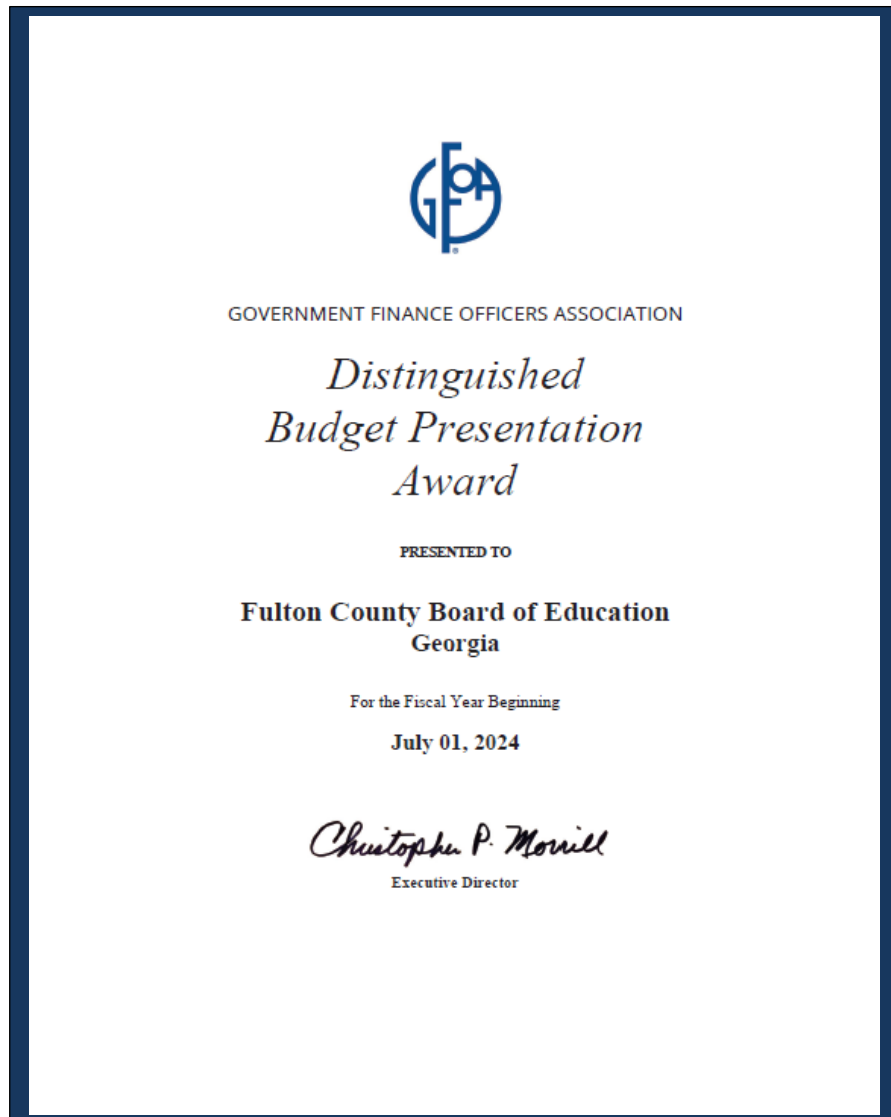 GFOA
GOVERNMENT FINANCE OFFICERS ASSOCIATION
Distinguished
Budget Presentation
Award
PRESENTED TO
Fulton County Board of Education
Georgia
For the Fiscal Year Beginning
July 01, 2024
Christopher P. Morrill
Executive Director